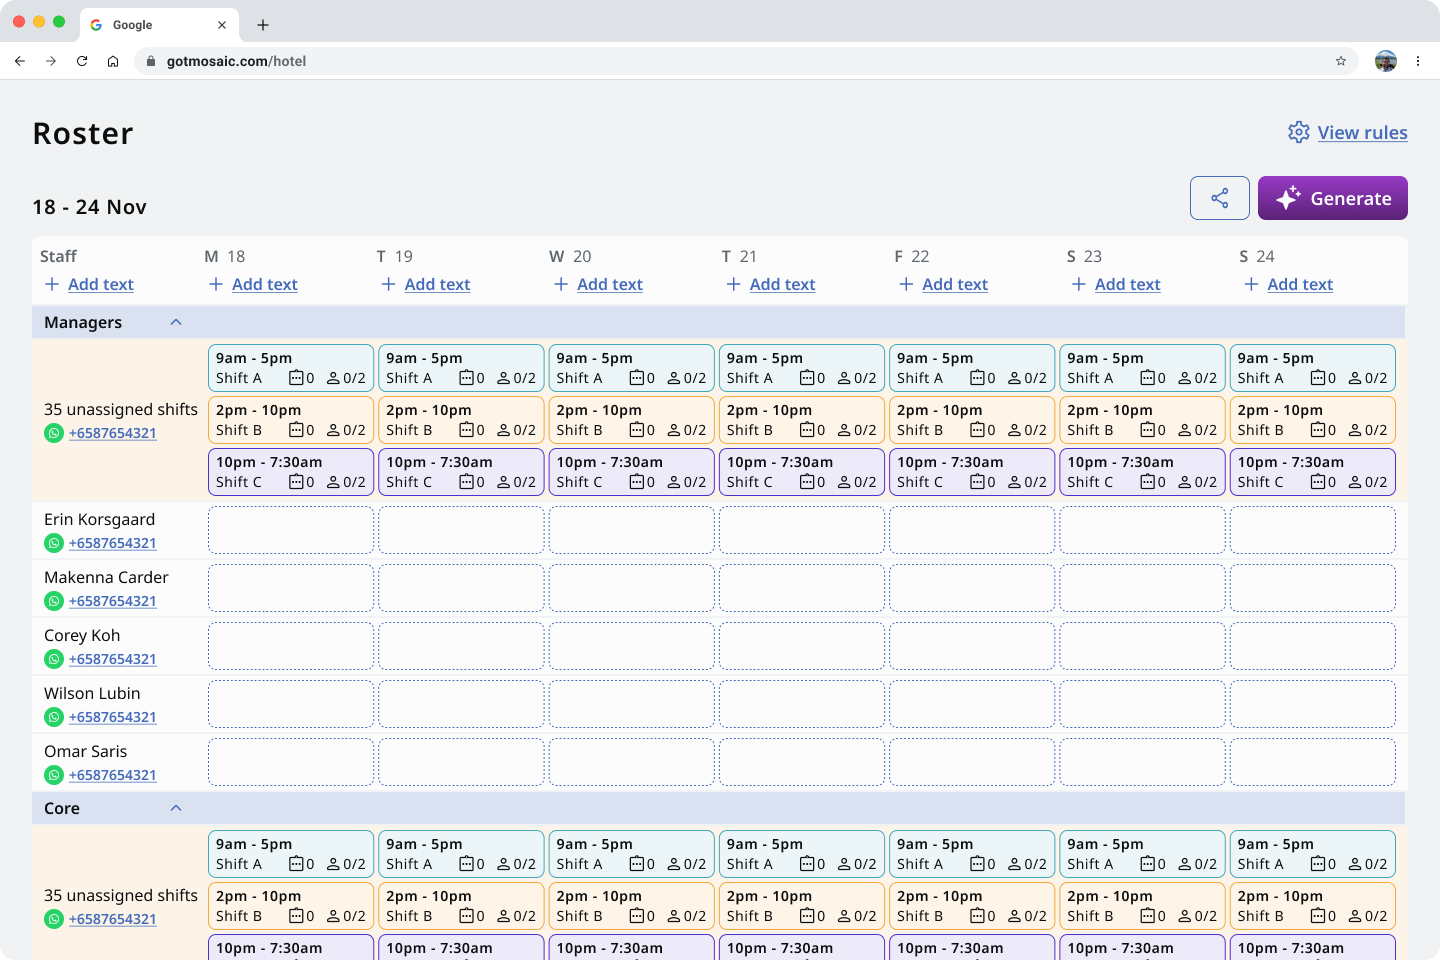 Google
gotmosaic.com/hotel
Roster
View rules
18 - 24 Nov
Generate
Staff M 18 T 19 W 20 T 21 F 22 S 23 S 24
Add text Add text Add text Add text Add text Add text Add text Add text
Managers
9am - 5pm 9am - 5pm 9am - 5pm 9am - 5pm 9am - 5pm 9am - 5pm 9am - 5pm
Shift A 0 0/2 Shift A 0 0/2 Shift A 0 0/2 Shift A 0 0/2 Shift A 0 0/2 Shift A 0 0/2 Shift A 0 0/2
35 unassigned shifts 2pm - 10pm 2pm - 10pm 2pm - 10pm 2pm - 10pm 2pm - 10pm 2pm - 10pm 2pm - 10pm
+6587654321 Shift B 0 0/2 Shift B 0 0/2 Shift B 0 0/2 Shift B 0 0/2 Shift B 0 0/2 Shift B 0 0/2 Shift B 0 0/2
10pm - 7:30am 10pm - 7:30am 10pm - 7:30am 10pm - 7:30am 10pm - 7:30am 10pm - 7:30am 10pm - 7:30am
Shift C 0 0/2 Shift C 0 0/2 Shift C 0 0/2 Shift C 0 0/2 Shift C 0 0/2 Shift C 0 0/2 Shift C 0 0/2
Erin Korsgaard
+6587654321
Makenna Carder
+6587654321
Corey Koh
+6587654321
Wilson Lubin
+6587654321
Omar Saris
+6587654321
Core
9am - 5pm 9am - 5pm 9am - 5pm 9am - 5pm 9am - 5pm 9am - 5pm 9am - 5pm
Shift A 0 0/2 Shift A 0 0/2 Shift A 0 0/2 Shift A 0 0/2 Shift A 0 0/2 Shift A 0 0/2 Shift A 0 0/2
35 unassigned shifts 2pm - 10pm 2pm - 10pm 2pm - 10pm 2pm - 10pm 2pm - 10pm 2pm - 10pm 2pm - 10pm
+6587654321 Shift B 0 0/2 Shift B 0 0/2 Shift B 0 0/2 Shift B 0 0/2 Shift B 0 0/2 Shift B 0 0/2 Shift B 0 0/2
10pm - 7:30am 10pm - 7:30am 10pm - 7:30am 10pm - 7:30am 10pm - 7:30am 10pm - 7:30am 10pm - 7:30am